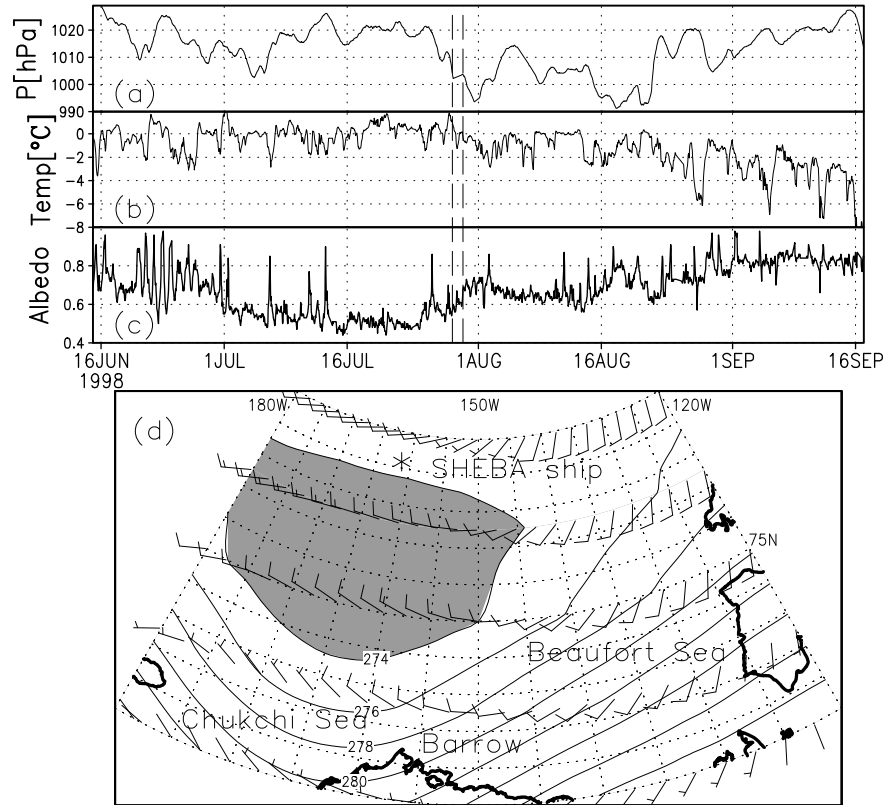 P[hPa]
1020
1010
1000
990
(a)
Temp[°C]
0
-2
-4
-6
-8
(b)
Albedo
0.8
0.6
0.4
(c)
16JUN 1JUL 16JUL 1AUG 16AUG 1SEP 16SEP
1998
(d)
180W 150W 120W
SHEBA ship
75N
274
Beaufort Sea
276
Chukchi Sea
278
Barrow
280